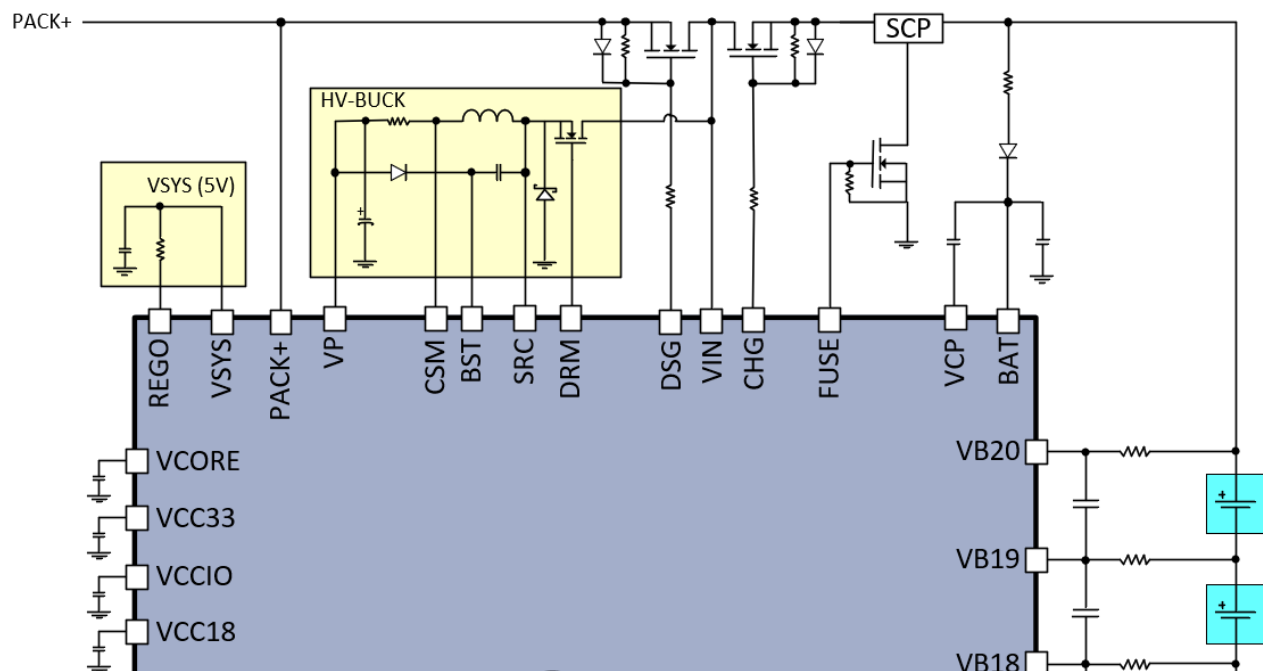 PACK+
SCP
HV-BUCK
VSYS (5V)
+
REGO
VSYS
PACK+
VP
CSM
BST
SRC
DRM
DSG
VIN
CHG
FUSE
VCP
BAT
VCORE
VB20
+
VCC33
VB19
VCCIO
+
VCC18
VB18